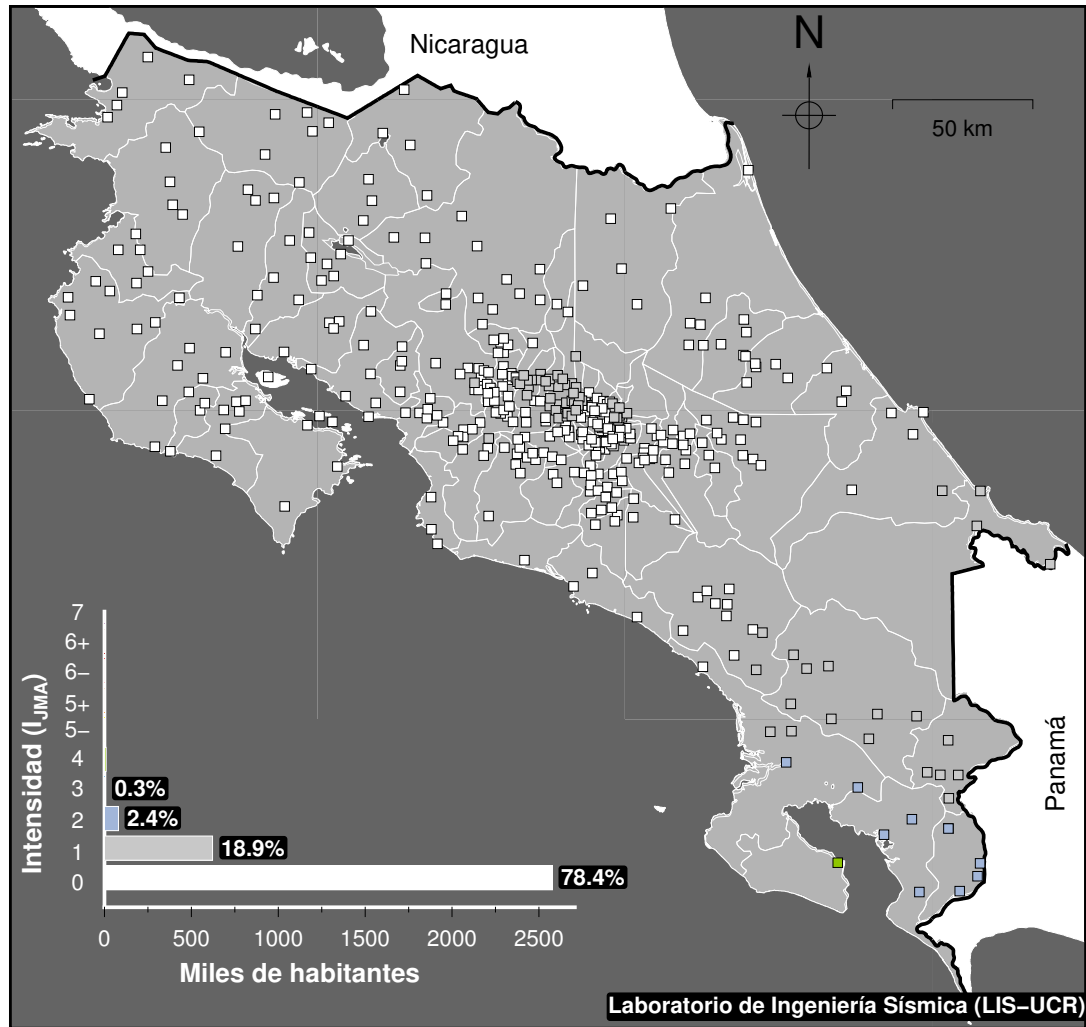 Nicaragua
N
50 km
Panamá
Intensidad (I_JMA)
7
6+
6−
5+
5−
4
3
2
1
0
0.3%
2.4%
18.9%
78.4%
0 500 1000 1500 2000 2500
Miles de habitantes
Laboratorio de Ingeniería Sísmica (LIS−UCR)